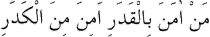 مَنْ اٰمَنَ بِالْقَدَرِ اَمِنَ مِنَ الْكَدَرِ